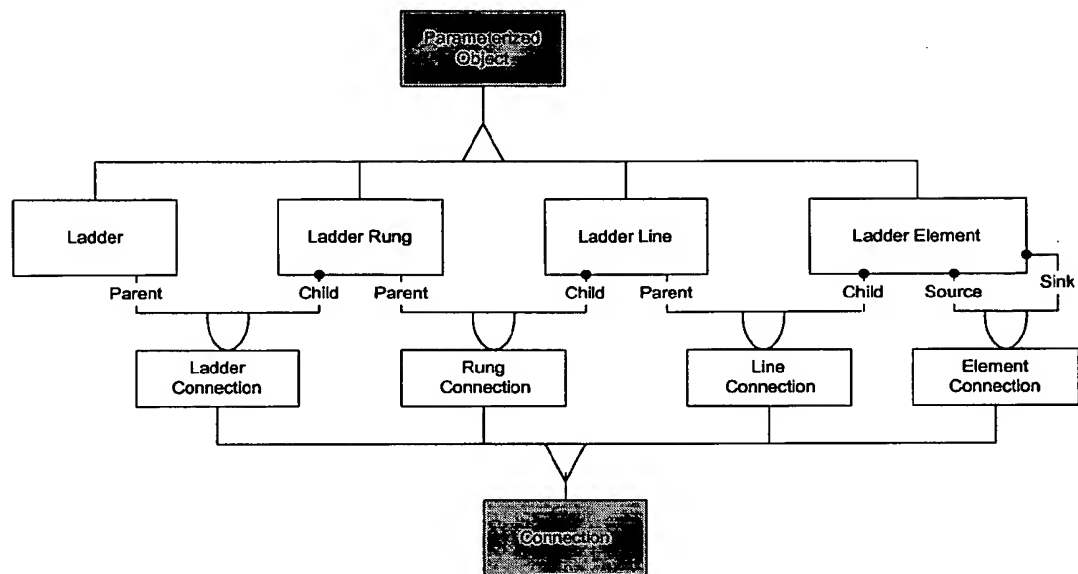 Parameterized
Object
Ladder
Ladder Rung
Ladder Line
Ladder Element
Parent
Child
Parent
Child
Parent
Child
Source
Sink
Ladder
Connection
Rung
Connection
Line
Connection
Element
Connection
Connection